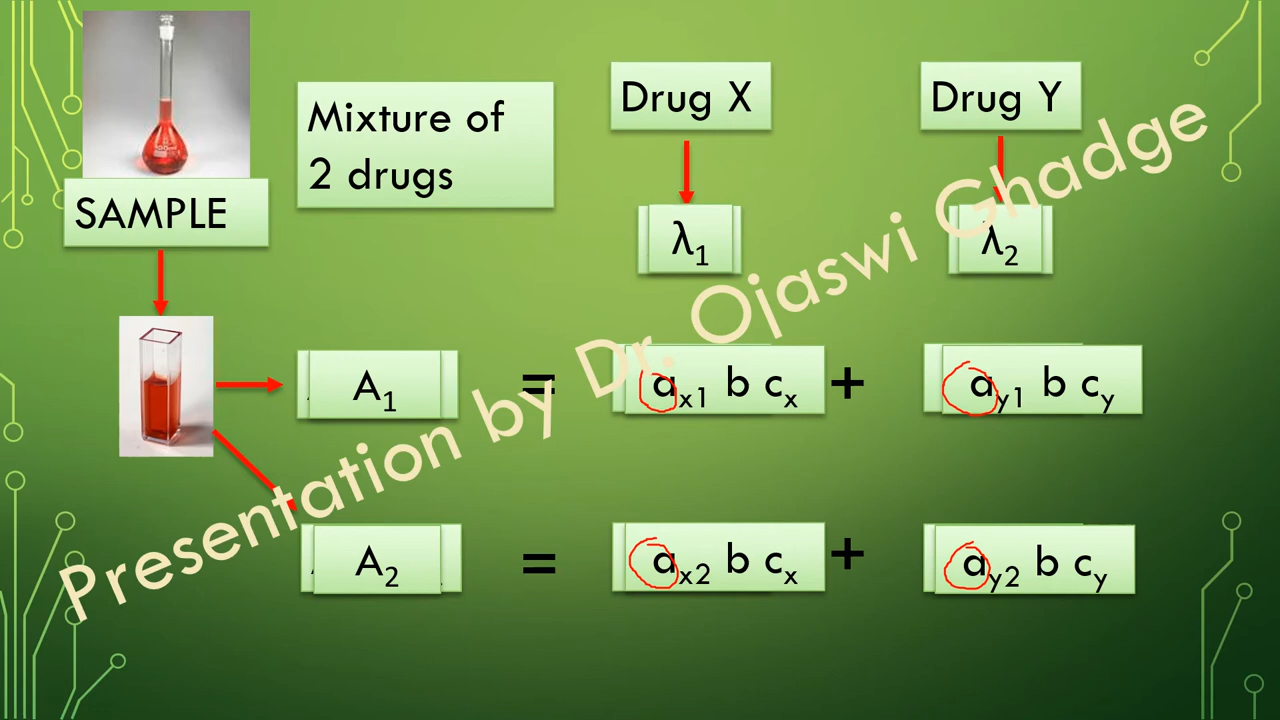 SAMPLE
Mixture of
2 drugs
Drug X
Drug Y
λ1
λ2
A1 = ax1 b cx + ay1 b cy
A2 = ax2 b cx + ay2 b cy
Presentation by Dr. Ojaswi Ghadge